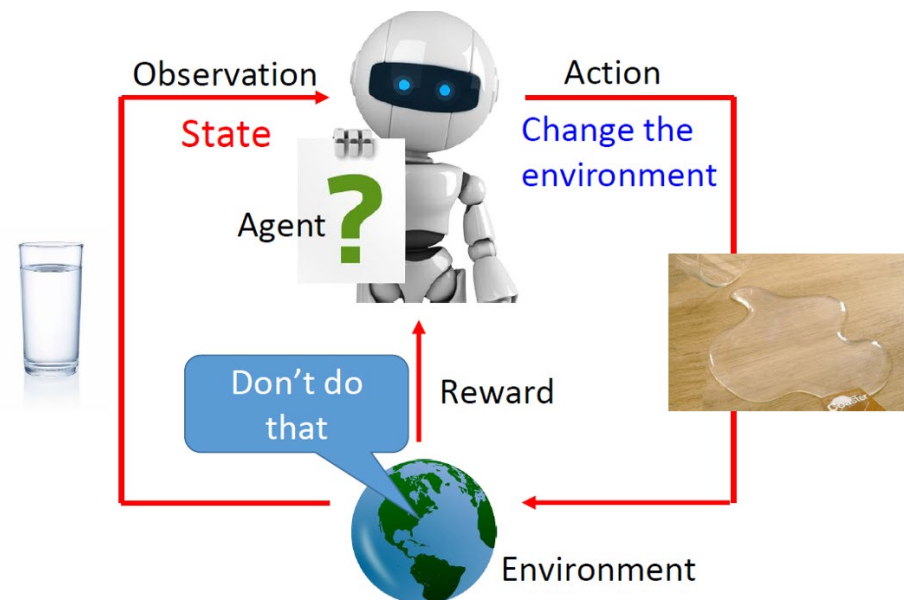 Observation
Action
State
Change the
environment
Agent
?
Don't do
that
Reward
Environment